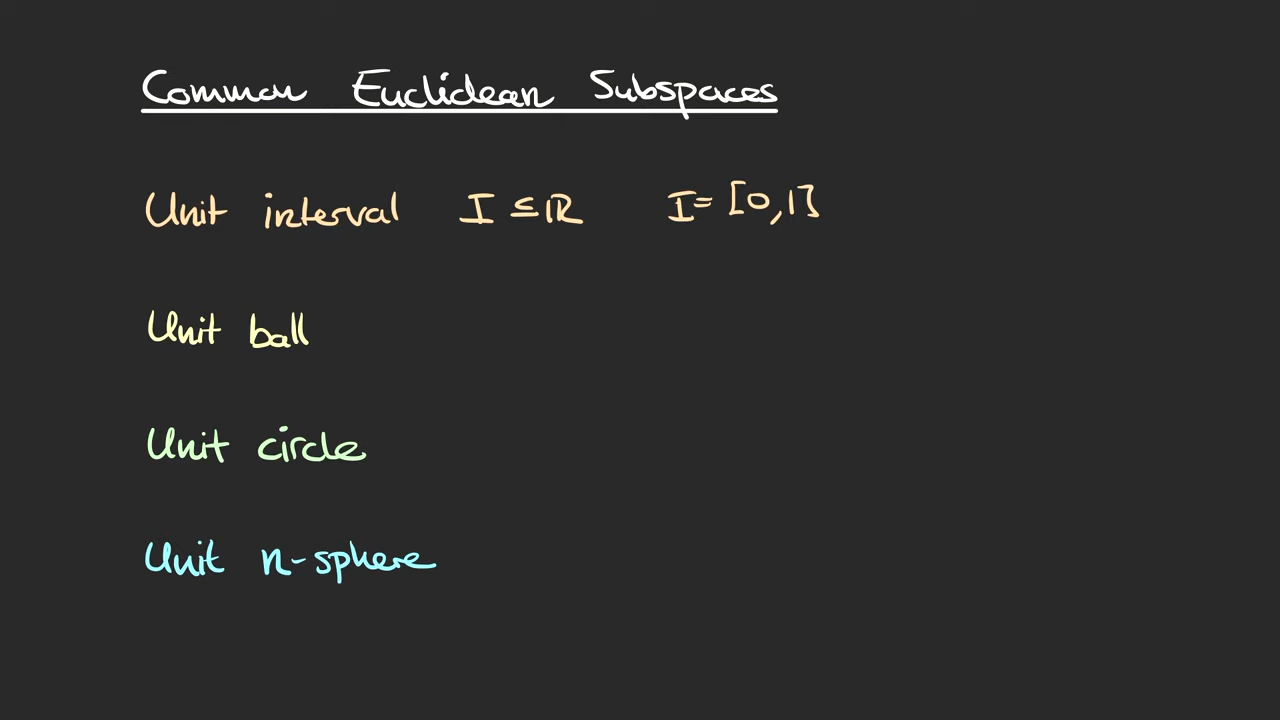 Common Euclidean Subspaces
Unit interval I ⊆ ℝ I = [0,1]
Unit ball
Unit circle
Unit n-sphere